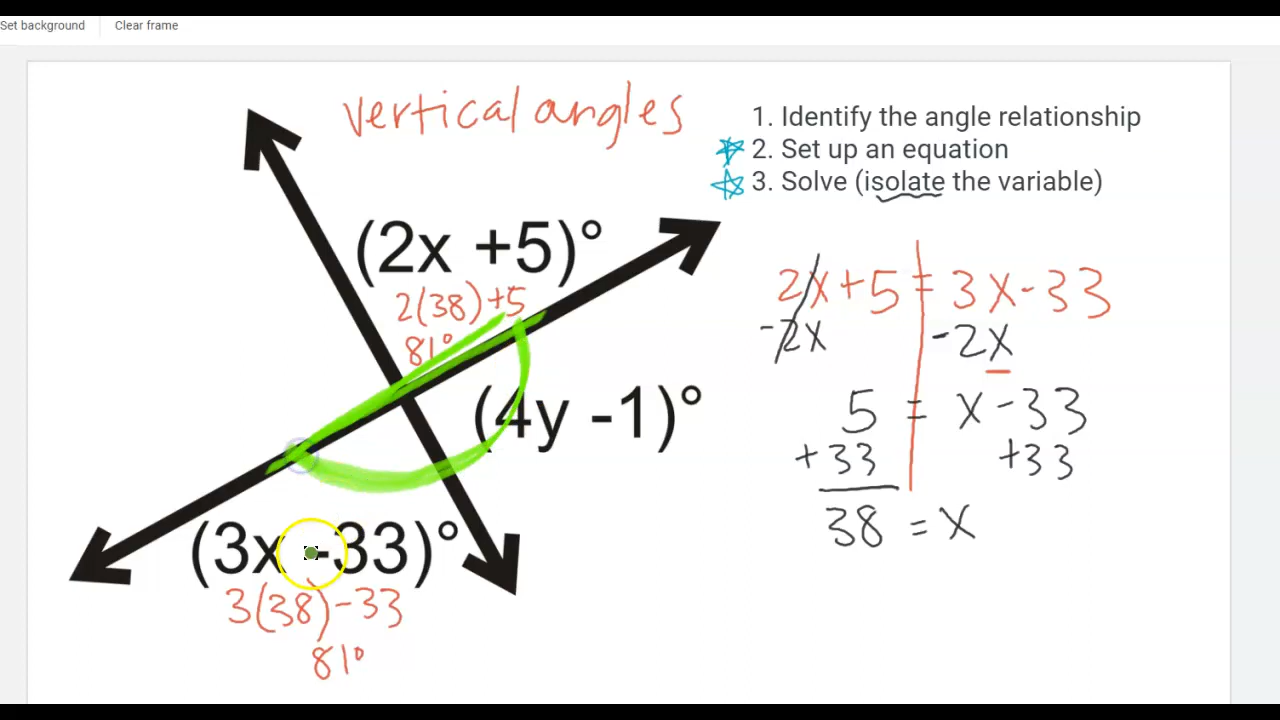 Set background Clear frame
vertical angles
1. Identify the angle relationship
2. Set up an equation
3. Solve (isolate the variable)
(2x +5)°
2(38)+5
81°
(4y -1)°
(3x -33)°
3(38)-33
81°
2x+5 = 3x-33
-2x -2x
5 = x-33
+33 +33
38 = x